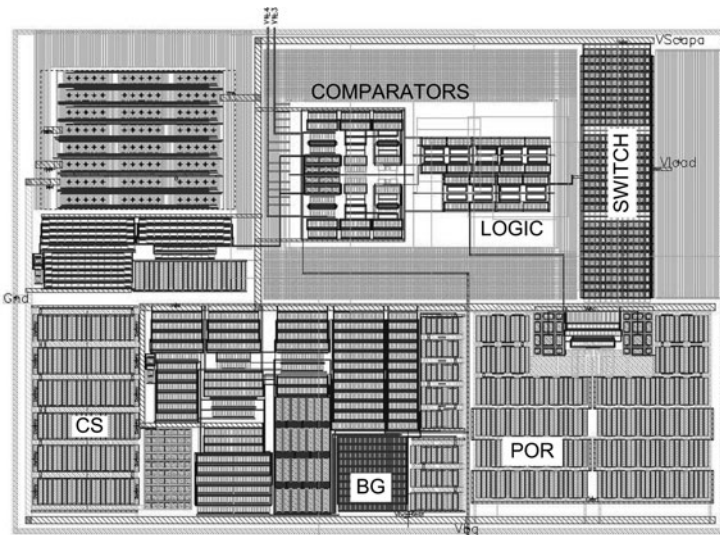 VScapa
COMPARATORS
SWITCH
Vload
LOGIC
Gnd
CS
POR
BG
Vbg